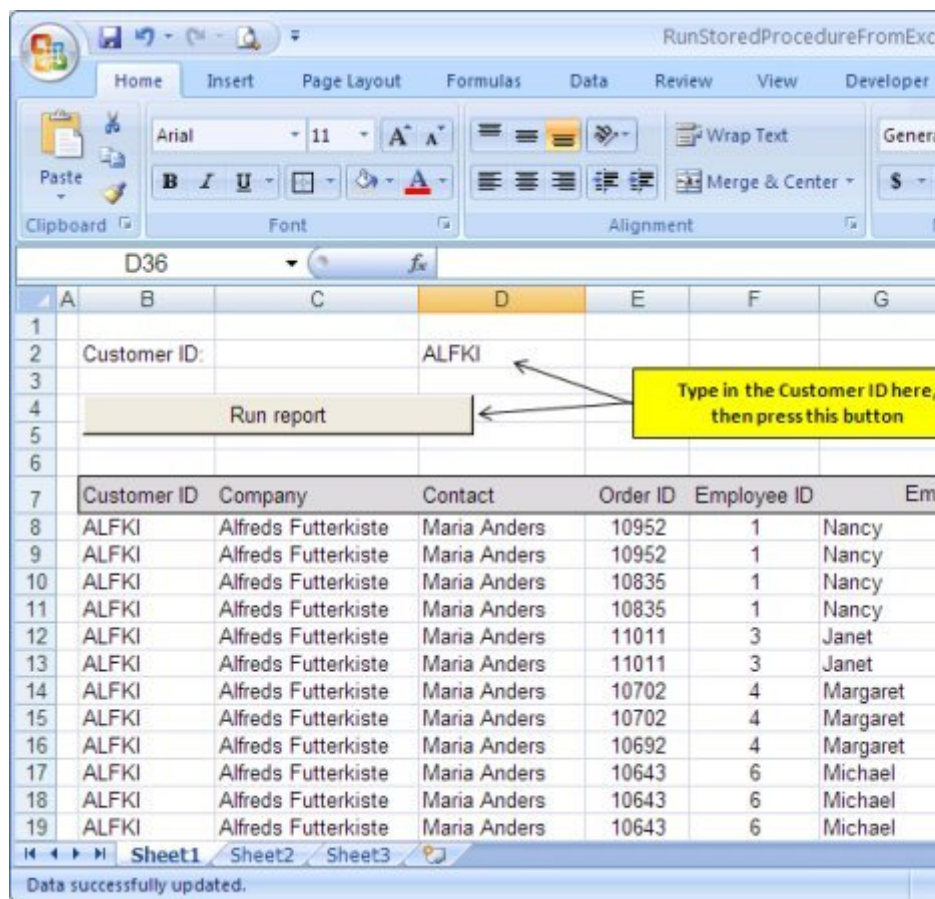 RunStoredProcedureFromExc
Home Insert Page Layout Formulas Data Review View Developer
Paste
Arial 11 A A Wrap Text Genera
B I U A Merge & Center $
Clipboard Font Alignment
D36 fx
A B C D E F G
1
2 Customer ID: ALFKI
3
Type in the Customer ID here,
then press this button
4
Run report
5
6
7 Customer ID Company Contact Order ID Employee ID Em
8 ALFKI Alfreds Futterkiste Maria Anders 10952 1 Nancy
9 ALFKI Alfreds Futterkiste Maria Anders 10952 1 Nancy
10 ALFKI Alfreds Futterkiste Maria Anders 10835 1 Nancy
11 ALFKI Alfreds Futterkiste Maria Anders 10835 1 Nancy
12 ALFKI Alfreds Futterkiste Maria Anders 11011 3 Janet
13 ALFKI Alfreds Futterkiste Maria Anders 11011 3 Janet
14 ALFKI Alfreds Futterkiste Maria Anders 10702 4 Margaret
15 ALFKI Alfreds Futterkiste Maria Anders 10702 4 Margaret
16 ALFKI Alfreds Futterkiste Maria Anders 10692 4 Margaret
17 ALFKI Alfreds Futterkiste Maria Anders 10643 6 Michael
18 ALFKI Alfreds Futterkiste Maria Anders 10643 6 Michael
19 ALFKI Alfreds Futterkiste Maria Anders 10643 6 Michael
Sheet1 Sheet2 Sheet3
Data successfully updated.